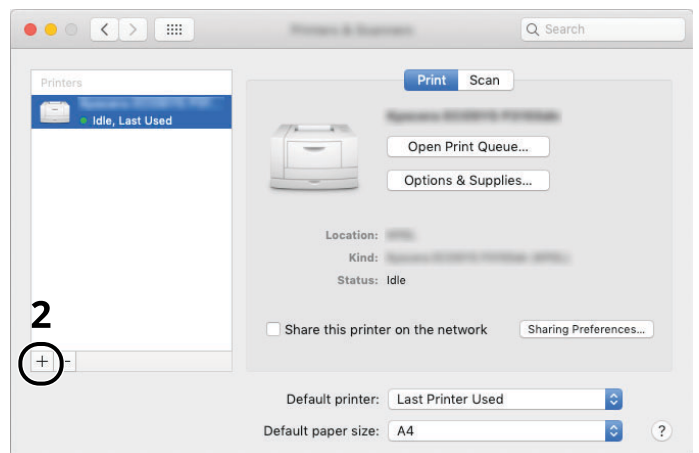 Search
Printers
Idle, Last Used
Print Scan
Open Print Queue...
Options & Supplies...
Location:
Kind:
Status: Idle
2
Share this printer on the network Sharing Preferences...
+ -
Default printer: Last Printer Used
Default paper size: A4 ?